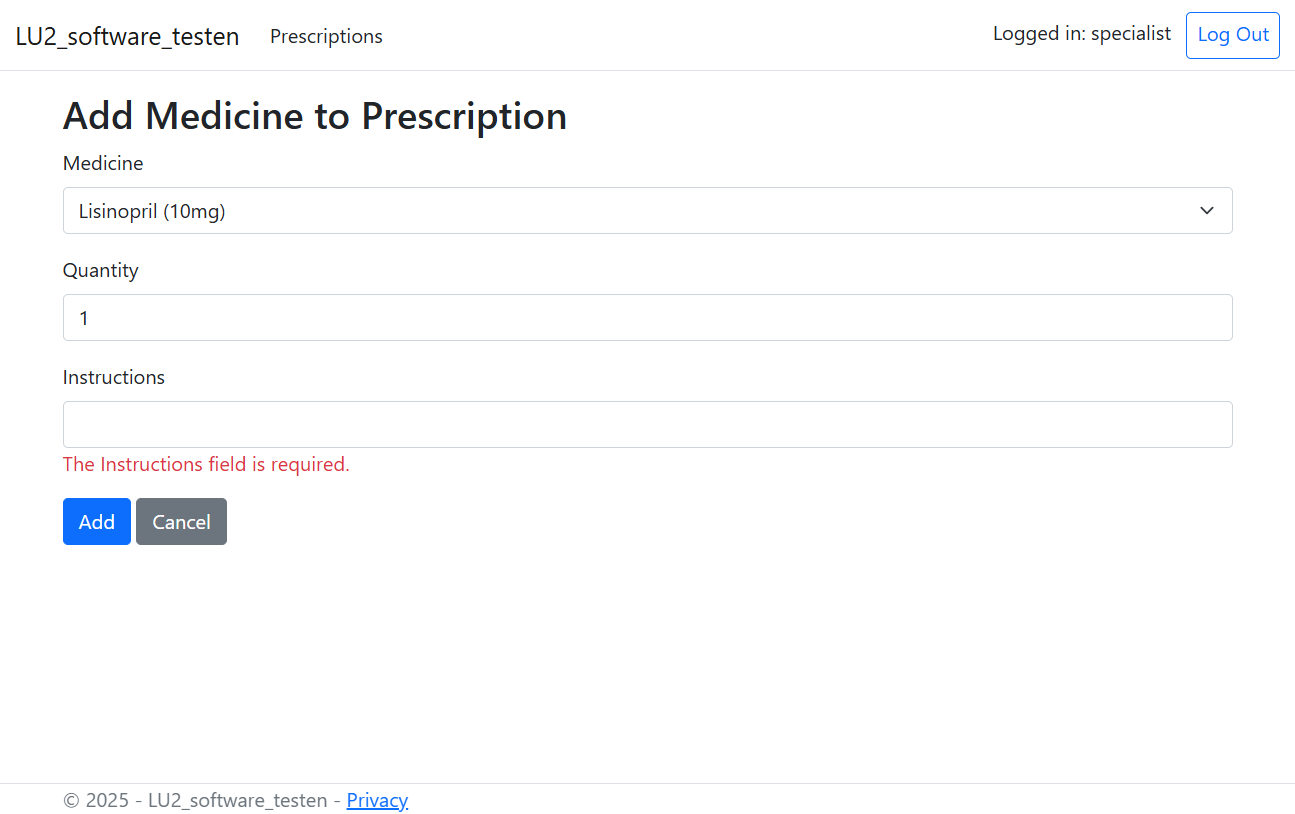 LU2_software_testen Prescriptions Logged in: specialist Log Out
Add Medicine to Prescription
Medicine
Lisinopril (10mg)
Quantity
1
Instructions
The Instructions field is required.
Add Cancel
© 2025 - LU2_software_testen - Privacy